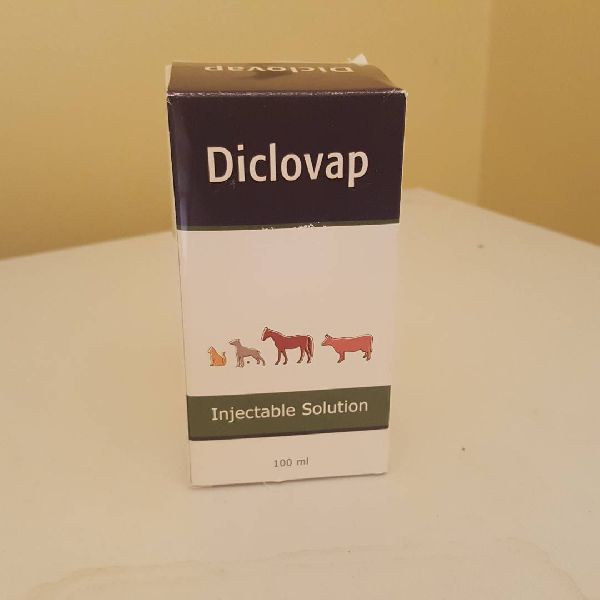 Diclovap
Diclovap
Injectable Solution
100 ml